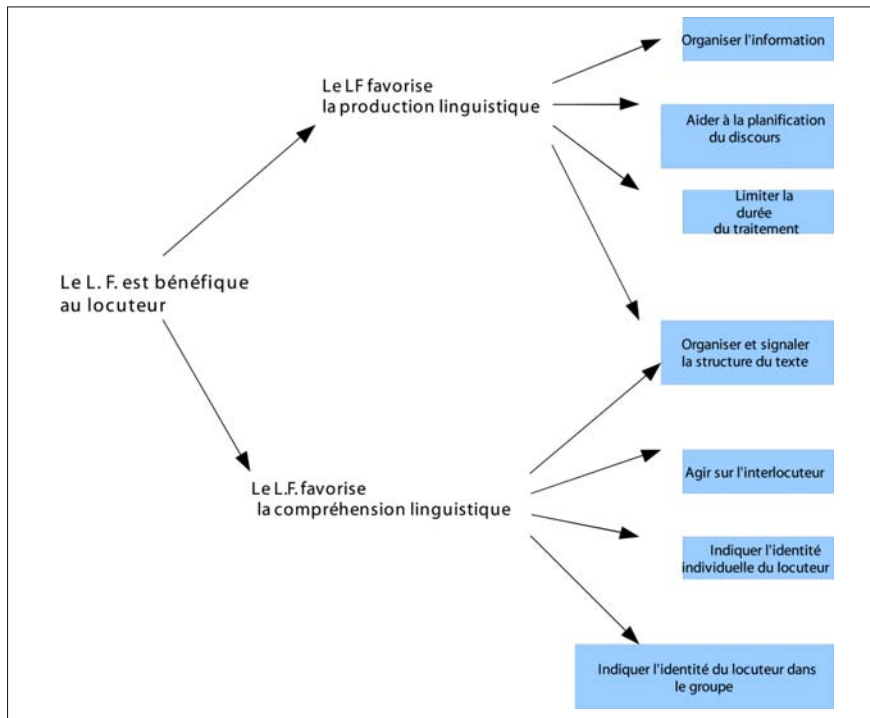 Organiser l'information
Le LF favorise
la production linguistique
Aider à la planification
du discours
Limiter la
durée
du traitement
Le L. F. est bénéfique
au locuteur
Organiser et signaler
la structure du texte
Le L.F. favorise
la compréhension linguistique
Agir sur l'interlocuteur
Indiquer l'identité
individuelle du locuteur
Indiquer l'identité du locuteur dans
le groupe